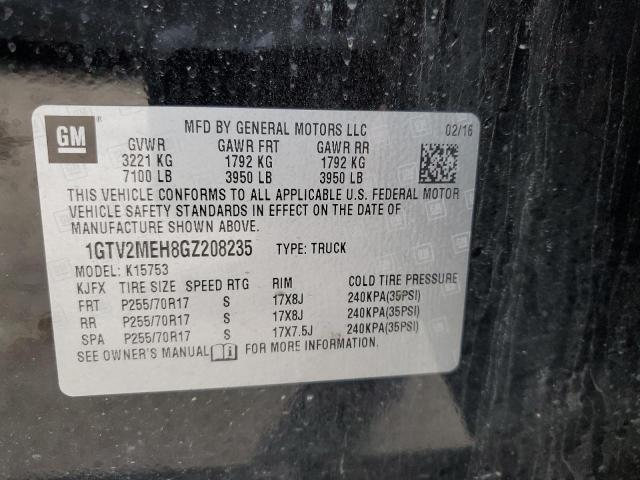 GM ®
MFD BY GENERAL MOTORS LLC 02/16
GVWR GAWR FRT GAWR RR
3221 KG 1792 KG 1792 KG
7100 LB 3950 LB 3950 LB
THIS VEHICLE CONFORMS TO ALL APPLICABLE U.S. FEDERAL MOTOR
VEHICLE SAFETY STANDARDS IN EFFECT ON THE DATE OF
MANUFACTURE SHOWN ABOVE.
1GTV2MEH8GZ208235 TYPE: TRUCK
MODEL: K15753
KJFX TIRE SIZE SPEED RTG RIM COLD TIRE PRESSURE
FRT P255/70R17 S 17X8J 240KPA(35PSI)
RR P255/70R17 S 17X8J 240KPA(35PSI)
SPA P255/70R17 S 17X7.5J 240KPA(35PSI)
SEE OWNER'S MANUAL FOR MORE INFORMATION.